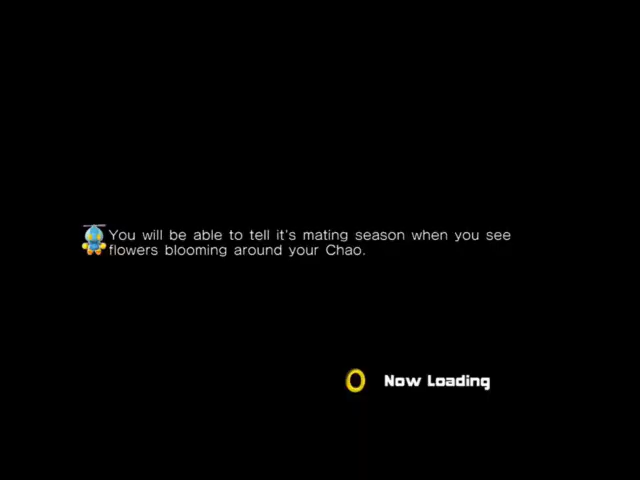 You will be able to tell it's mating season when you see
flowers blooming around your Chao.
Now Loading